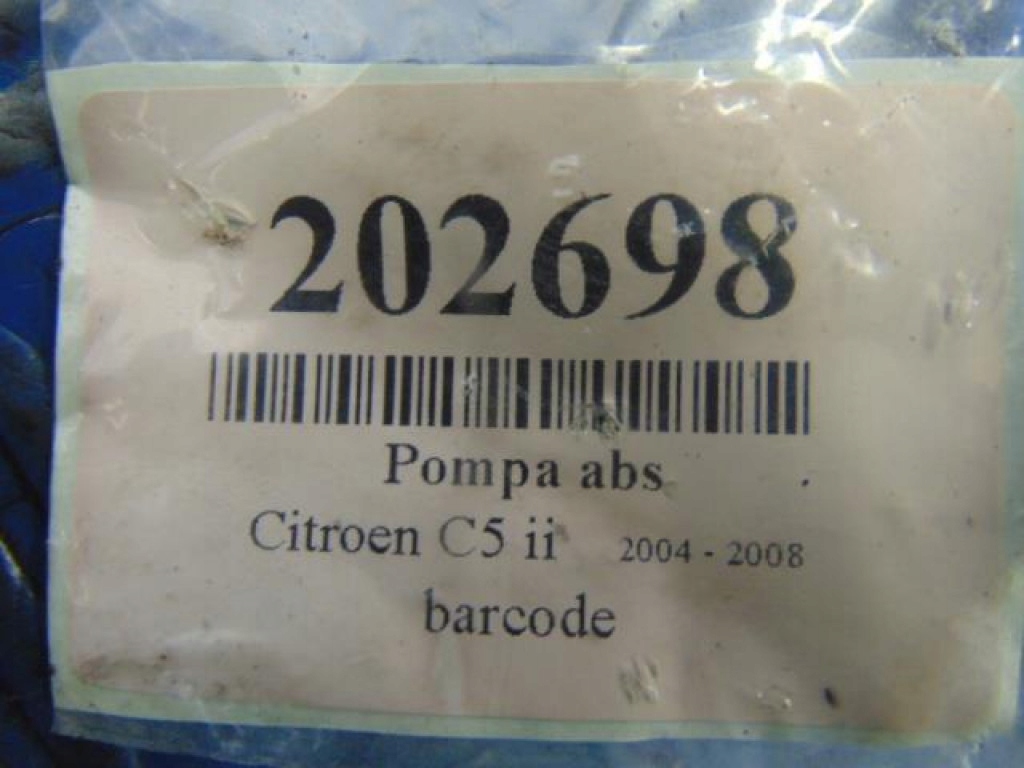 202698
Pompa abs
Citroen C5 ii 2004 - 2008
barcode